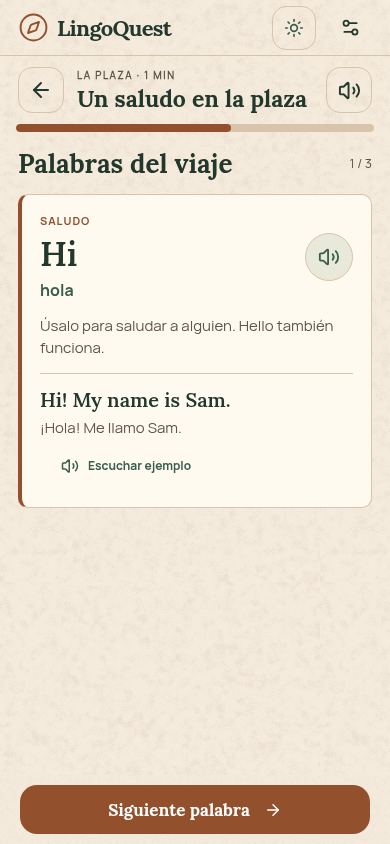 LingoQuest
LA PLAZA · 1 MIN
Un saludo en la plaza
Palabras del viaje
1 / 3
SALUDO
Hi
hola
Úsalo para saludar a alguien. Hello también
funciona.
Hi! My name is Sam.
¡Hola! Me llamo Sam.
Escuchar ejemplo
Siguiente palabra